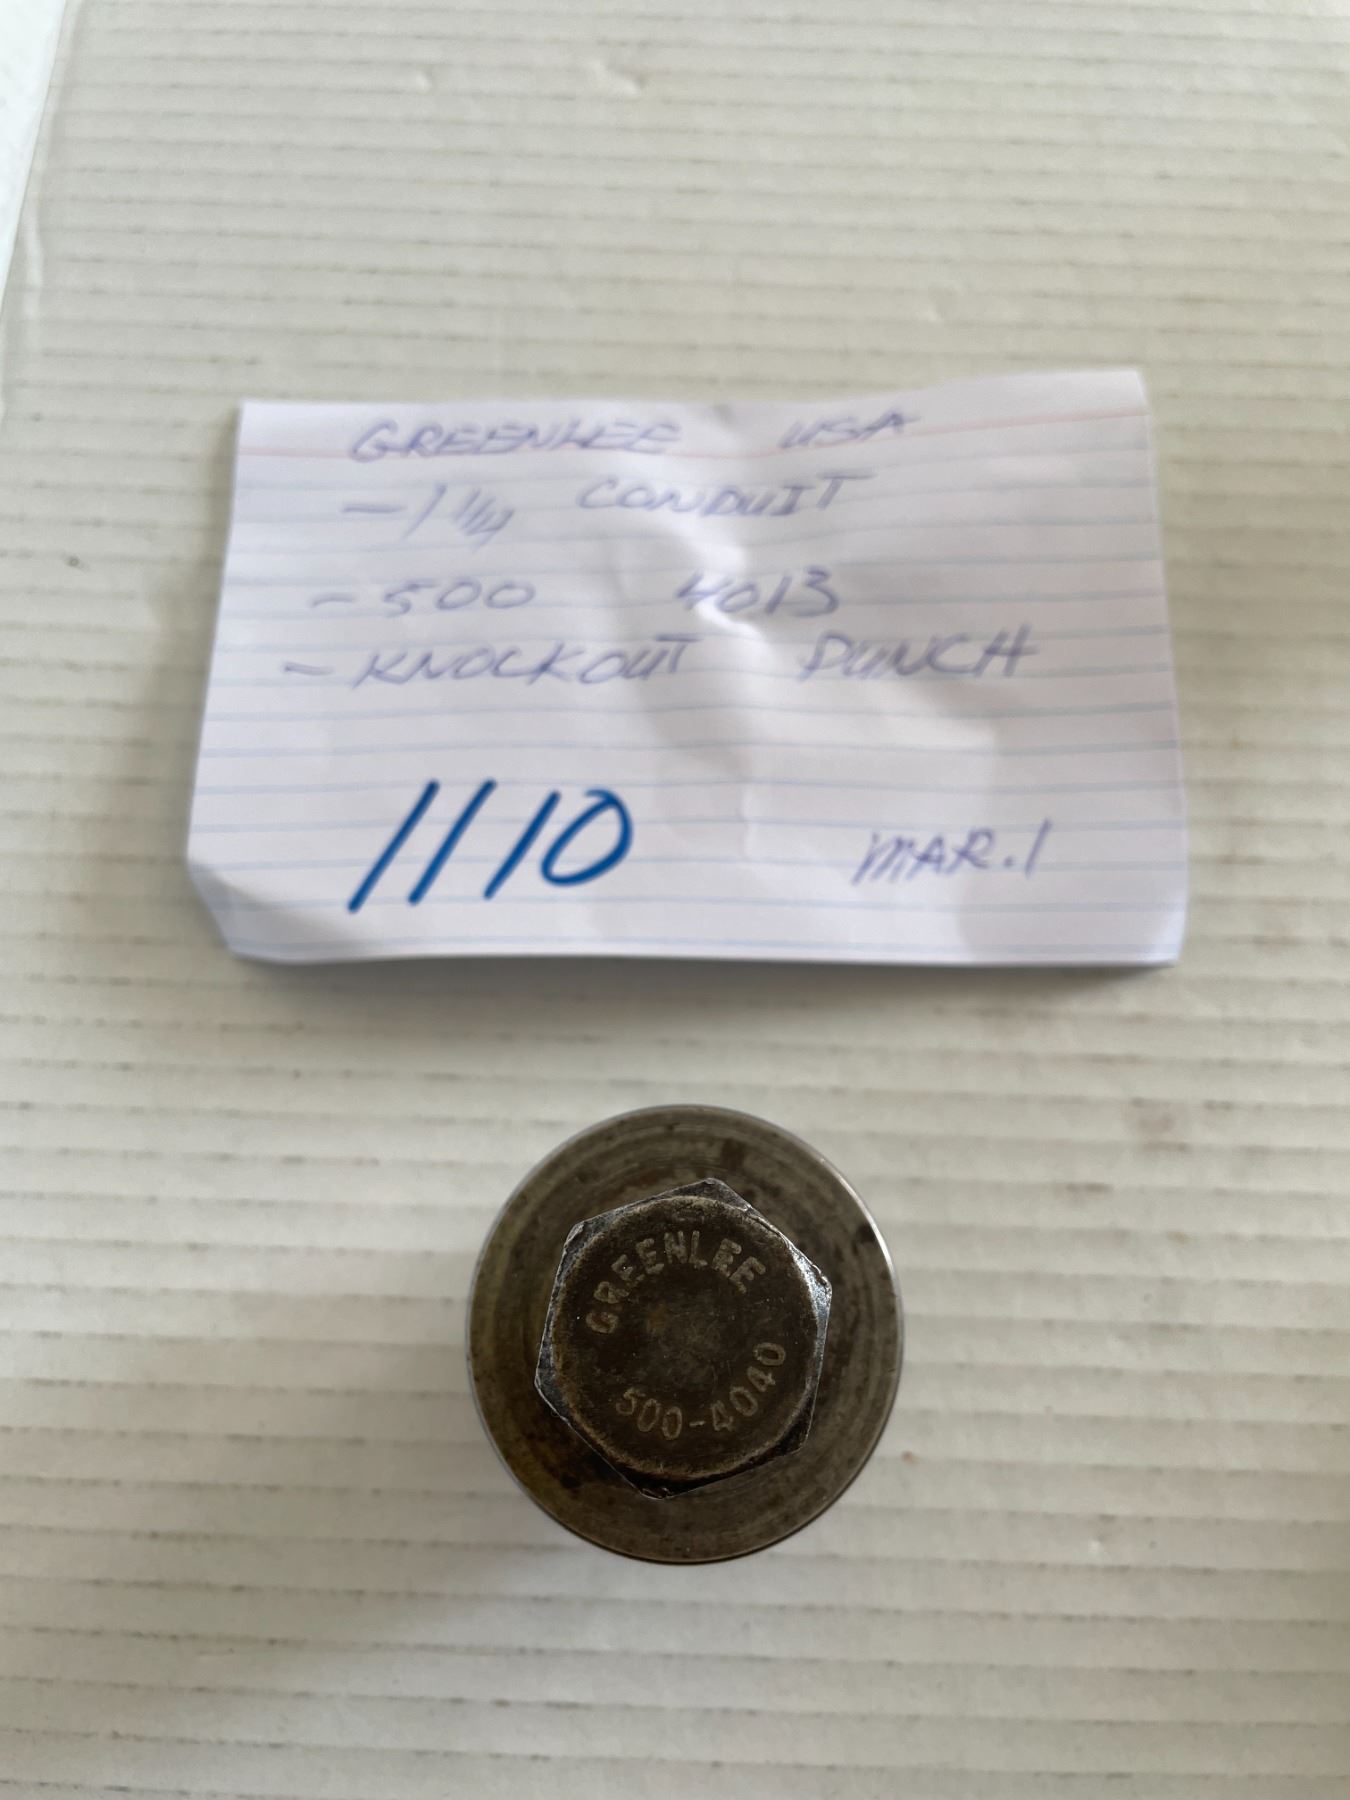 GREENLEE USA
- 1 1/4 CONDUIT
- 500 4013
- KNOCKOUT PUNCH
1110 MAR. 1
GREENLEE
500-4040